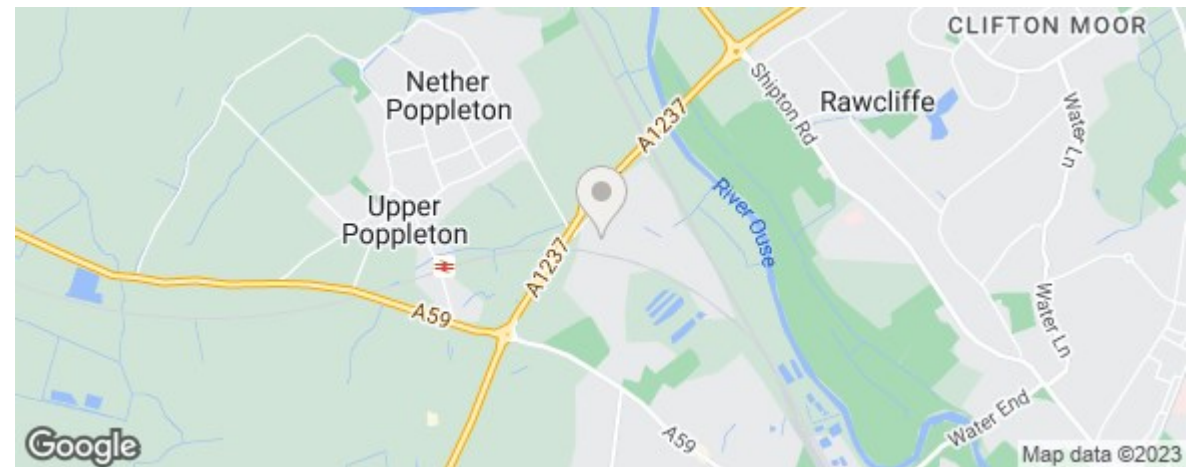 CLIFTON MOOR
Nether
Poppleton
Shipton Rd
Rawcliffe
Water Ln
A1237
River Ouse
Upper
Poppleton
A1237
A59
Water Ln
Water End
A59
Google
Map data ©2023